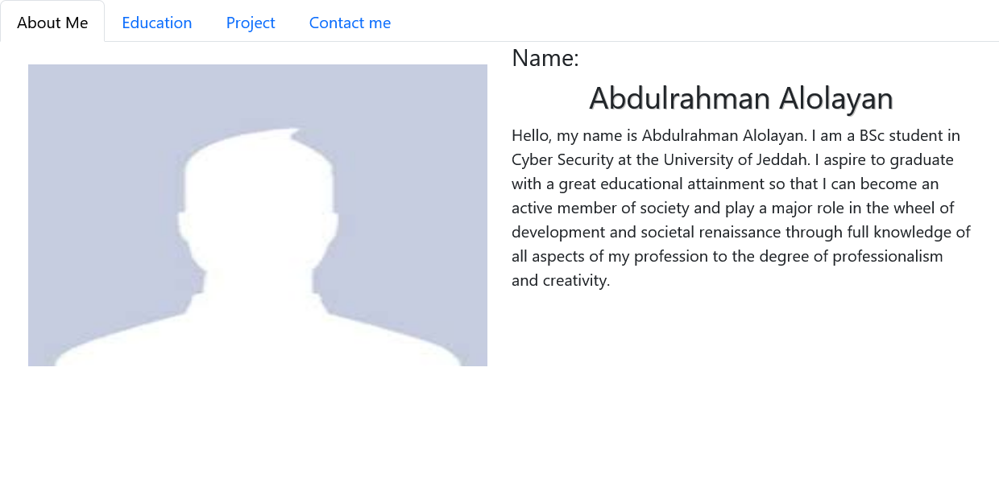 About Me Education Project Contact me
Name:
Abdulrahman Alolayan
Hello, my name is Abdulrahman Alolayan. I am a BSc student in
Cyber Security at the University of Jeddah. I aspire to graduate
with a great educational attainment so that I can become an
active member of society and play a major role in the wheel of
development and societal renaissance through full knowledge of
all aspects of my profession to the degree of professionalism
and creativity.